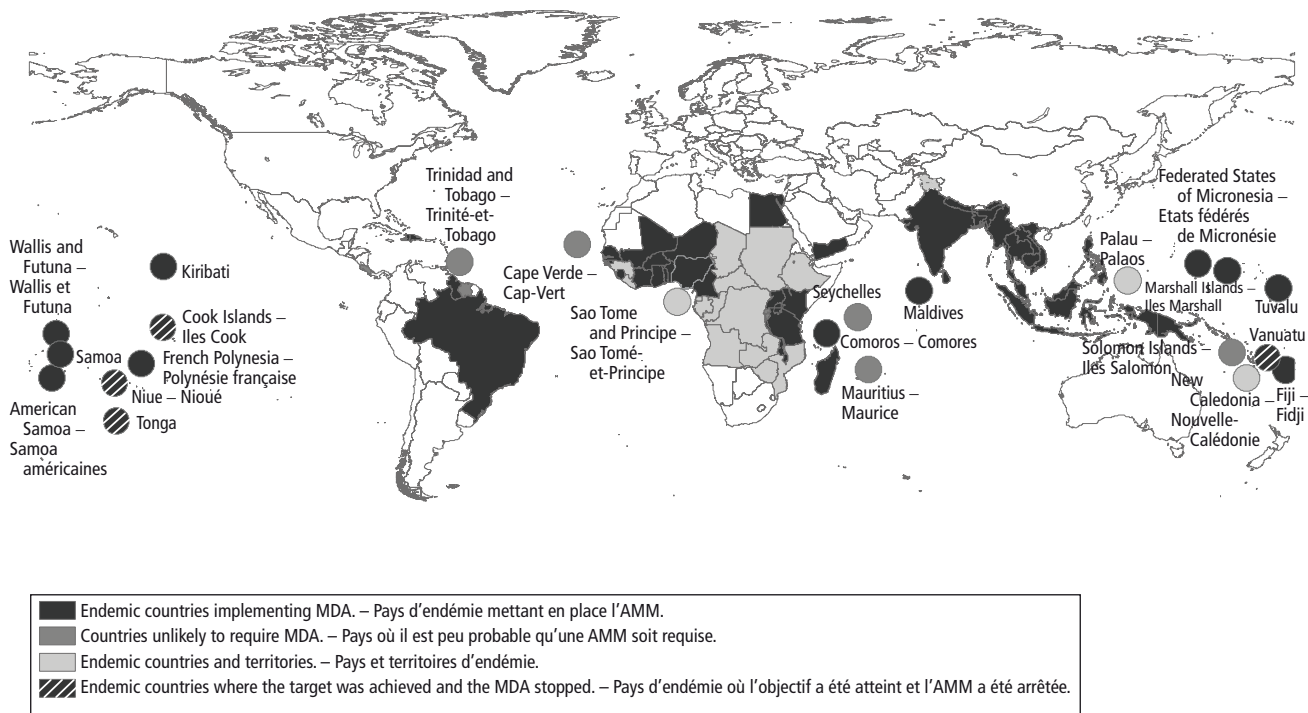 Trinidad and
Tobago –
Trinité-et-
Tobago
Federated States
of Micronesia –
Etats fédérés
de Micronésie
Wallis and
Futuna –
Wallis et
Futuna
Kiribati
Cape Verde –
Cap-Vert
Palau –
Palaos
Seychelles
Maldives
Marshall Islands –
Iles Marshall
Tuvalu
Cook Islands –
Iles Cook
Sao Tome
and Principe –
Sao Tomé-
et-Principe
Comoros – Comores
Vanuatu
Samoa
French Polynesia –
Polynésie française
Solomon Islands –
Iles Salomon
Niue – Nioué
Mauritius –
Maurice
New
Caledonia –
Nouvelle-
Calédonie
Fiji –
Fidji
American
Samoa –
Samoa
américaines
Tonga
Endemic countries implementing MDA. – Pays d'endémie mettant en place l'AMM.
Countries unlikely to require MDA. – Pays où il est peu probable qu'une AMM soit requise.
Endemic countries and territories. – Pays et territoires d'endémie.
Endemic countries where the target was achieved and the MDA stopped. – Pays d'endémie où l'objectif a été atteint et l'AMM a été arrêtée.